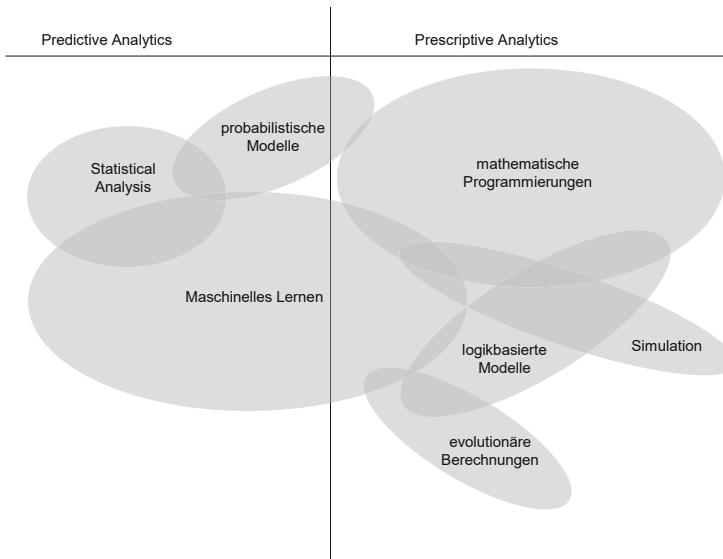 Predictive Analytics
Prescriptive Analytics
probabilistische
Modelle
Statistical
Analysis
mathematische
Programmierungen
Maschinelles Lernen
logikbasierte
Modelle
Simulation
evolutionäre
Berechnungen